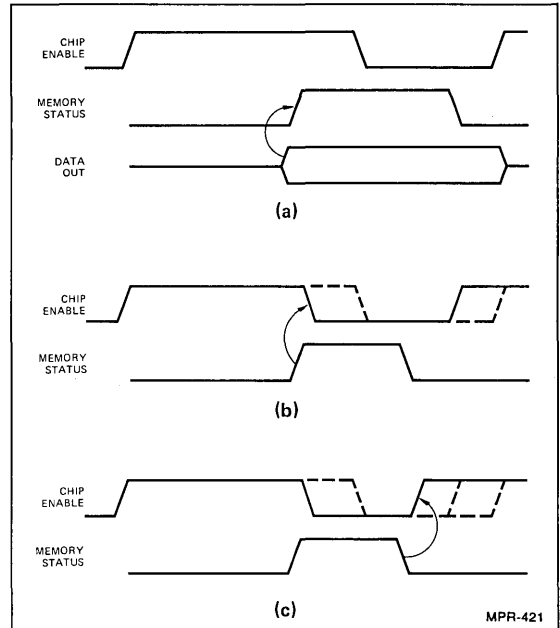 CHIP
ENABLE
MEMORY
STATUS
DATA
OUT
(a)
CHIP
ENABLE
MEMORY
STATUS
(b)
CHIP
ENABLE
MEMORY
STATUS
(c)
MPR-421